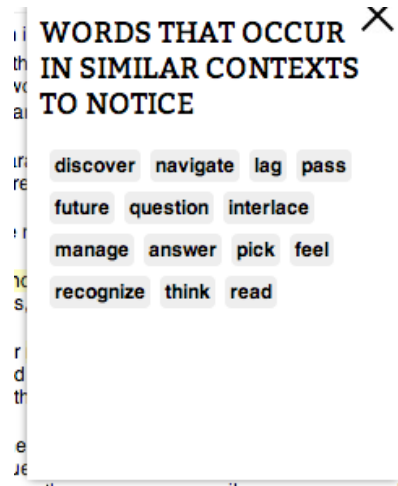 WORDS THAT OCCUR
IN SIMILAR CONTEXTS
TO NOTICE
discover navigate lag pass
future question interlace
manage answer pick feel
recognize think read